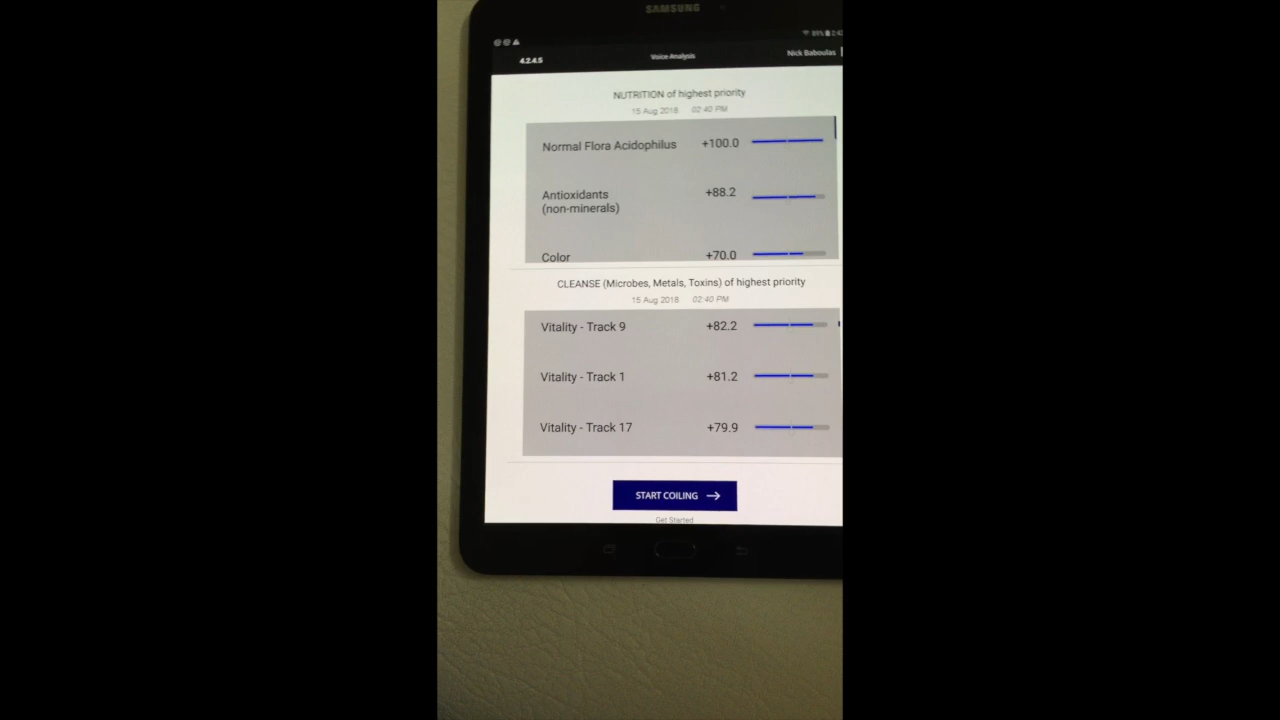 SAMSUNG
89%
4.2.4.5 Voice Analysis Nick Baboulas
NUTRITION of highest priority
15 Aug 2018 02:40 PM
Normal Flora Acidophilus +100.0
Antioxidants +88.2
(non-minerals)
Color +70.0
CLEANSE (Microbes, Metals, Toxins) of highest priority
15 Aug 2018 02:40 PM
Vitality - Track 9 +82.2
Vitality - Track 1 +81.2
Vitality - Track 17 +79.9
START COILING →
Get Started